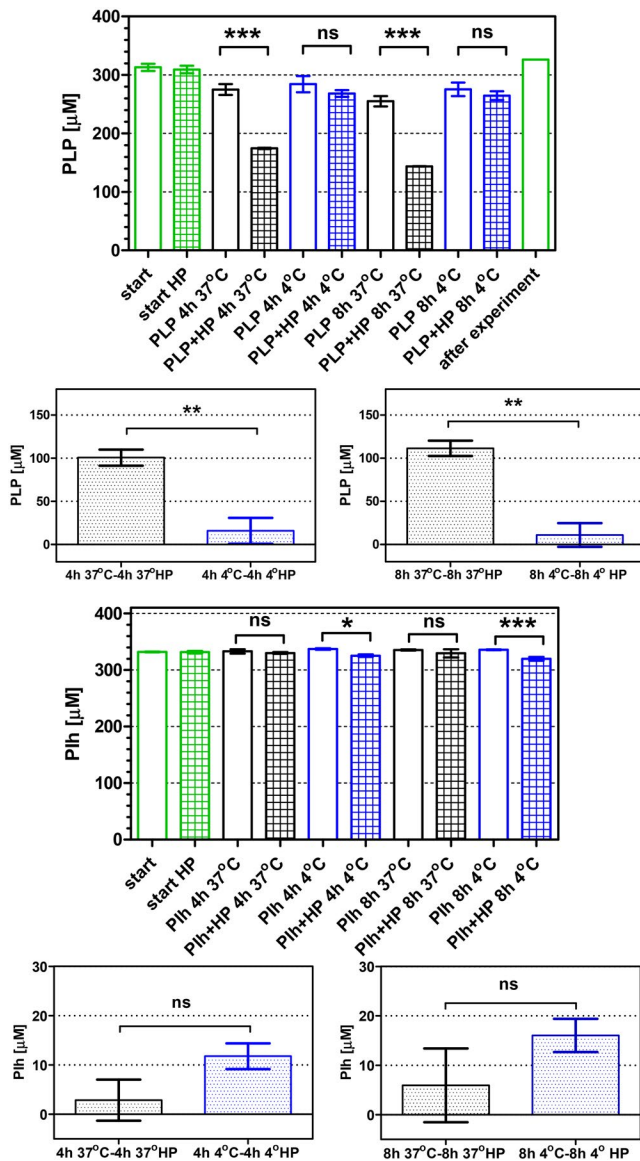 400
***
ns
***
ns
300
200
100
0
PLP [µM]
start
start HP
PLP 4h 37°C
PLP+HP 4h 37°C
PLP 4h 4°C
PLP+HP 4h 4°C
PLP 8h 37°C
PLP+HP 8h 37°C
PLP 8h 4°C
PLP+HP 8h 4°C
after experiment
150
100
50
0
PLP [µM]
**
4h 37°C-4h 37°HP
4h 4°C-4h 4°HP
150
100
50
0
PLP [µM]
**
8h 37°C-8h 37°HP
8h 4°C-8h 4° HP
400
ns
*
ns
***
300
200
100
0
Plh [µM]
start
start HP
Plh 4h 37°C
Plh+HP 4h 37°C
Plh 4h 4°C
Plh+HP 4h 4°C
Plh 8h 37°C
Plh+HP 8h 37°C
Plh 8h 4°C
Plh+HP 8h 4°C
30
20
10
0
Plh [µM]
ns
4h 37°C-4h 37°HP
4h 4°C-4h 4°HP
30
20
10
0
Plh [µM]
ns
8h 37°C-8h 37°HP
8h 4°C-8h 4° HP